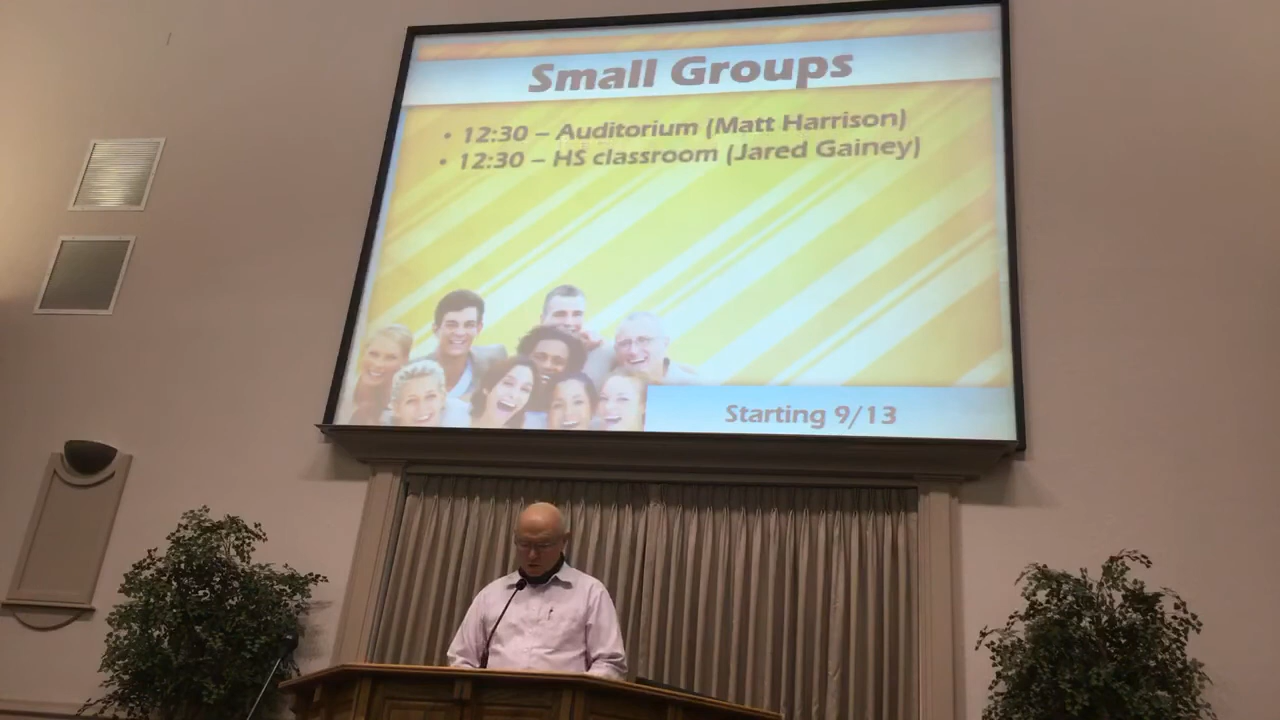 Small Groups
• 12:30 – Auditorium (Matt Harrison)
• 12:30 – HS classroom (Jared Gainey)
Starting 9/13